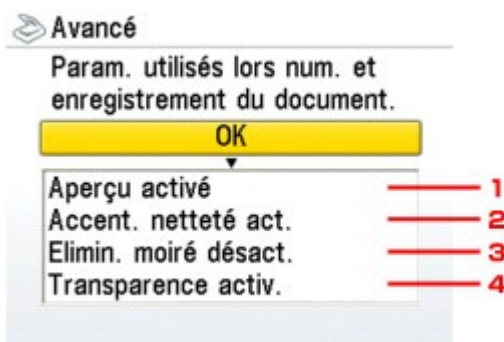 Avancé
Param. utilisés lors num. et
enregistrement du document.
OK
Aperçu activé 1
Accent. netteté act. 2
Elimin. moiré désact. 3
Transparence activ. 4